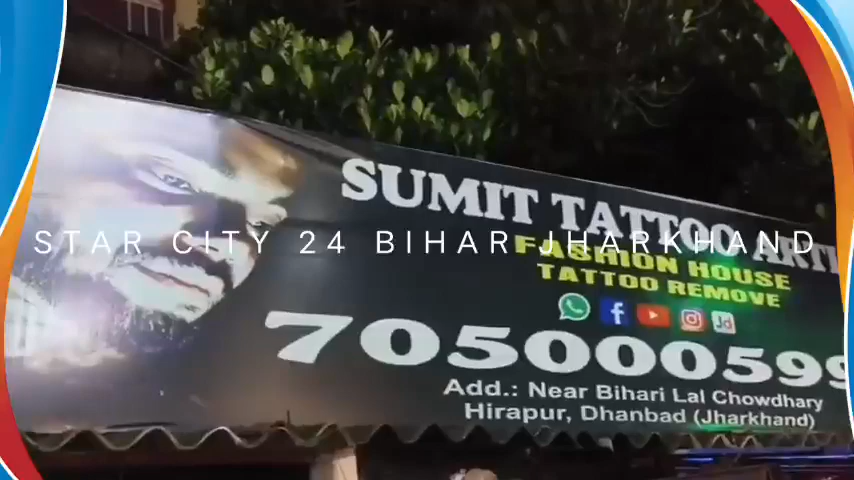 SUMIT TATTOO
STAR CITY 24 BIHAR JHARKHAND
FASHION HOUSE
TATTOO REMOVE
Jd
705000599
Add.: Near Bihari Lal Chowdhary
Hirapur, Dhanbad (Jharkhand)